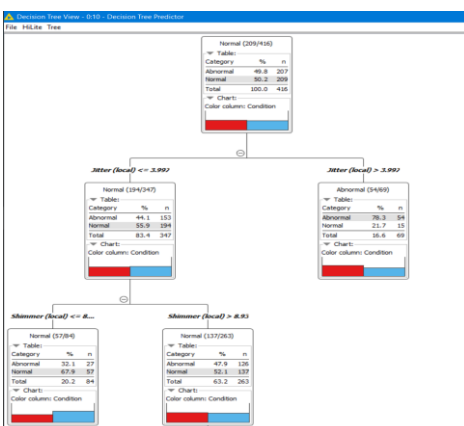 Decision Tree View - 0:10 - Decision Tree Predictor
File HiLite Tree
Normal (209/416)
Table:
Category % n
Abnormal 49.8 207
Normal 50.2 209
Total 100.0 416
Chart:
Color column: Condition
Jitter (local) <= 3.997
Jitter (local) > 3.997
Normal (194/347)
Table:
Category % n
Abnormal 44.1 153
Normal 55.9 194
Total 83.4 347
Chart:
Color column: Condition
Abnormal (54/69)
Table:
Category % n
Abnormal 78.3 54
Normal 21.7 15
Total 16.6 69
Chart:
Color column: Condition
Shimmer (local) <= 8....
Shimmer (local) > 8.95
Normal (57/84)
Table:
Category % n
Abnormal 32.1 27
Normal 67.9 57
Total 20.2 84
Chart:
Color column: Condition
Normal (137/263)
Table:
Category % n
Abnormal 47.9 126
Normal 52.1 137
Total 63.2 263
Chart:
Color column: Condition